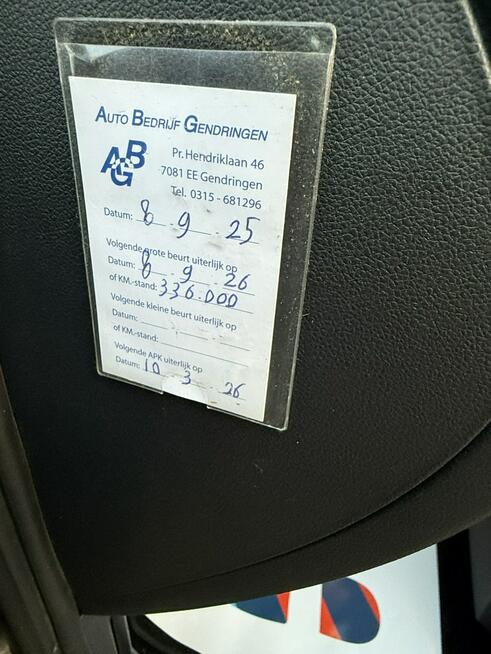 AUTO BEDRIJF GENDRINGEN
ABG
Pr. Hendriklaan 46
7081 EE Gendringen
Tel. 0315 - 681296
Datum: 8 - 9 - 25
Volgende grote beurt uiterlijk op
Datum: 8 - 9 - 26
of KM.-stand: 336.000
Volgende kleine beurt uiterlijk op
Datum:
of KM.-stand:
Volgende APK uiterlijk op
Datum: 10 3 26